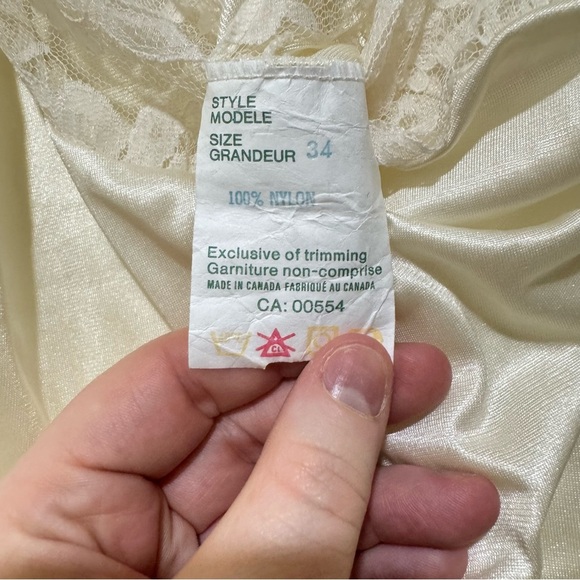 STYLE
MODELE
SIZE
GRANDEUR 34
100% NYLON
Exclusive of trimming
Garniture non-comprise
MADE IN CANADA FABRIQUÉ AU CANADA
CA: 00554
CL